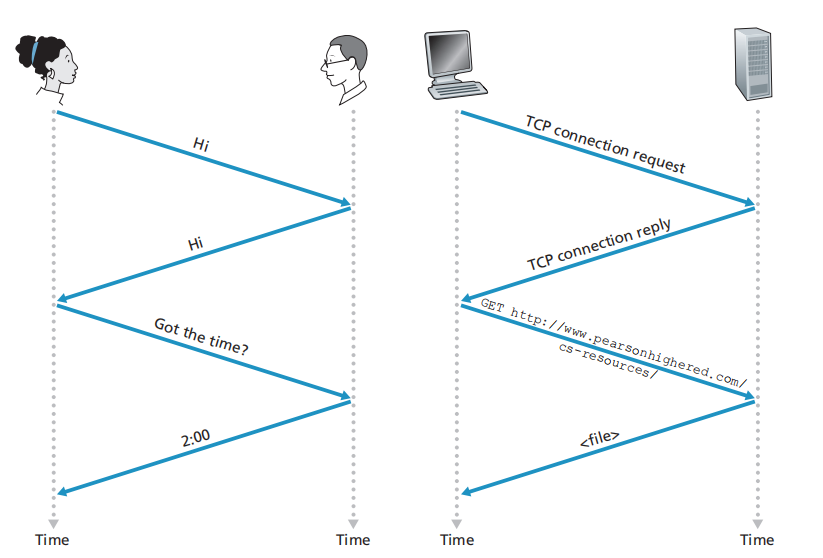 Hi
Hi
Got the time?
2:00
Time
Time
TCP connection request
TCP connection reply
GET http://www.pearsonhighered.com/
cs-resources/
<file>
Time
Time